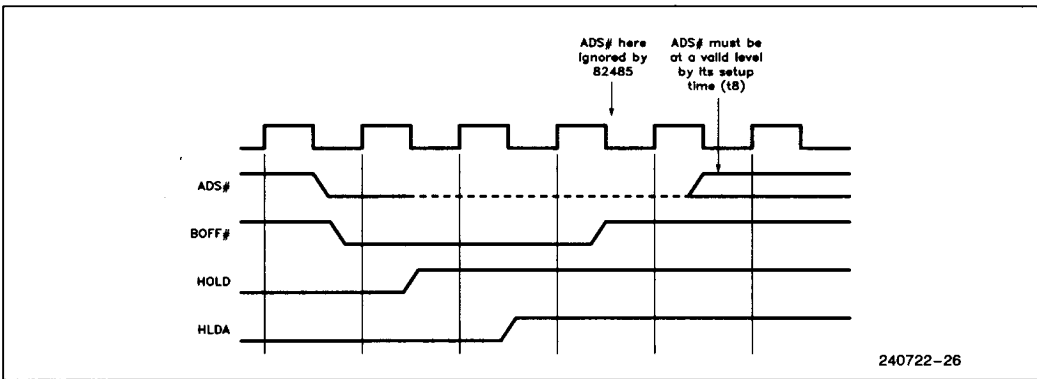 ADS# here
ignored by
82485
ADS# must be
at a valid level
by its setup
time (t8)
ADS#
BOFF#
HOLD
HLDA
240722-26